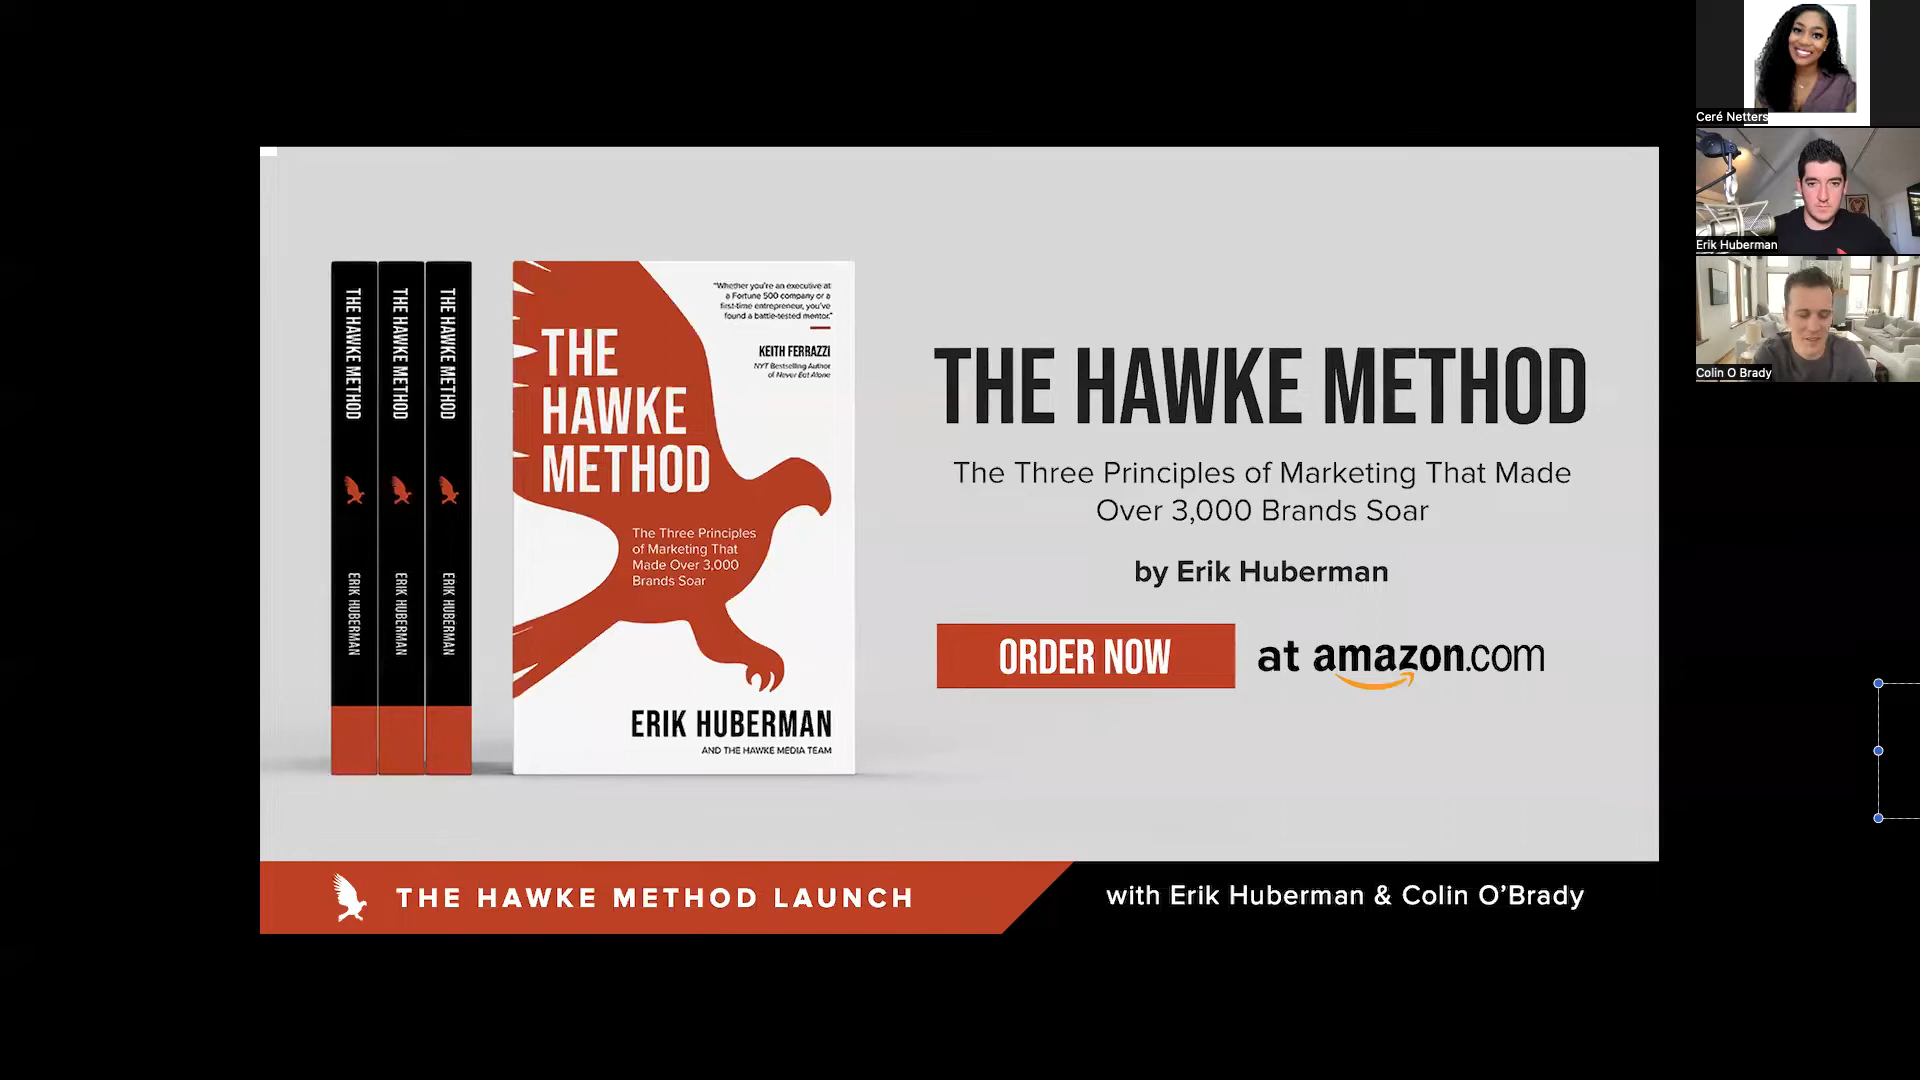 THE HAWKE METHOD
ERIK HUBERMAN
THE HAWKE METHOD
ERIK HUBERMAN
THE HAWKE METHOD
ERIK HUBERMAN
"Whether you're an executive at
a Fortune 500 company or a
first-time entrepreneur, you've
found a battle-tested mentor."
KEITH FERRAZZI
NYT Bestselling Author
of Never Eat Alone
THE
HAWKE
METHOD
The Three Principles
of Marketing That
Made Over 3,000
Brands Soar
ERIK HUBERMAN
AND THE HAWKE MEDIA TEAM
THE HAWKE METHOD
The Three Principles of Marketing That Made
Over 3,000 Brands Soar
by Erik Huberman
ORDER NOW at amazon.com
THE HAWKE METHOD LAUNCH
with Erik Huberman & Colin O'Brady
Ceré Netters
Erik Huberman
Colin O Brady